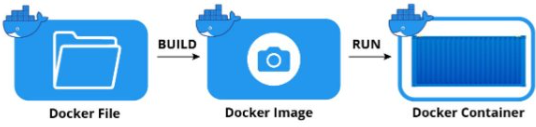 BUILD
RUN
Docker File
Docker Image
Docker Container